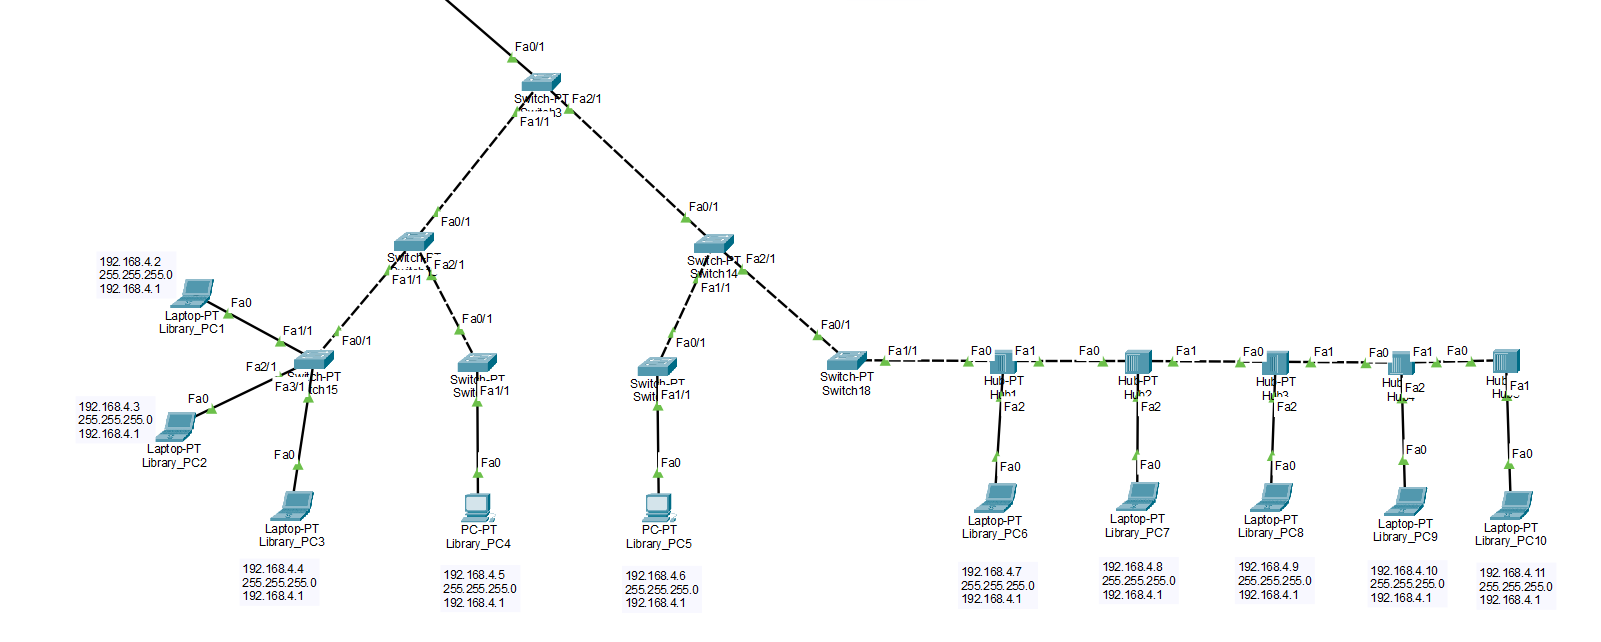 Fa0/1
Switch-PT
Fa2/1
Fa1/1
Fa0/1
Fa0/1
Switch-PT
Fa2/1
Fa1/1
Switch-PT
Switch14
Fa2/1
Fa1/1
192.168.4.2
255.255.255.0
192.168.4.1
Fa0
Laptop-PT
Library_PC1
Fa1/1
Fa0/1
Fa2/1
Fa3/1
Switch-PT
192.168.4.3
255.255.255.0
192.168.4.1
Fa0
Laptop-PT
Library_PC2
Fa0
Laptop-PT
Library_PC3
192.168.4.4
255.255.255.0
192.168.4.1
Fa0/1
Switch-PT
Fa1/1
Fa0
PC-PT
Library_PC4
192.168.4.5
255.255.255.0
192.168.4.1
Fa0/1
Switch-PT
Fa1/1
Fa0
PC-PT
Library_PC5
192.168.4.6
255.255.255.0
192.168.4.1
Fa0/1
Switch-PT
Switch18
Fa1/1
Fa0
Fa1
Hub-PT
Hub1
Fa2
Fa0
Laptop-PT
Library_PC6
192.168.4.7
255.255.255.0
192.168.4.1
Fa0
Fa1
Hub-PT
Hub2
Fa2
Fa0
Laptop-PT
Library_PC7
192.168.4.8
255.255.255.0
192.168.4.1
Fa0
Fa1
Hub-PT
Hub3
Fa2
Fa0
Laptop-PT
Library_PC8
192.168.4.9
255.255.255.0
192.168.4.1
Fa0
Fa1
Hub
Fa2
Fa0
Laptop-PT
Library_PC9
192.168.4.10
255.255.255.0
192.168.4.1
Fa0
Hub
Fa1
Fa0
Laptop-PT
Library_PC10
192.168.4.11
255.255.255.0
192.168.4.1